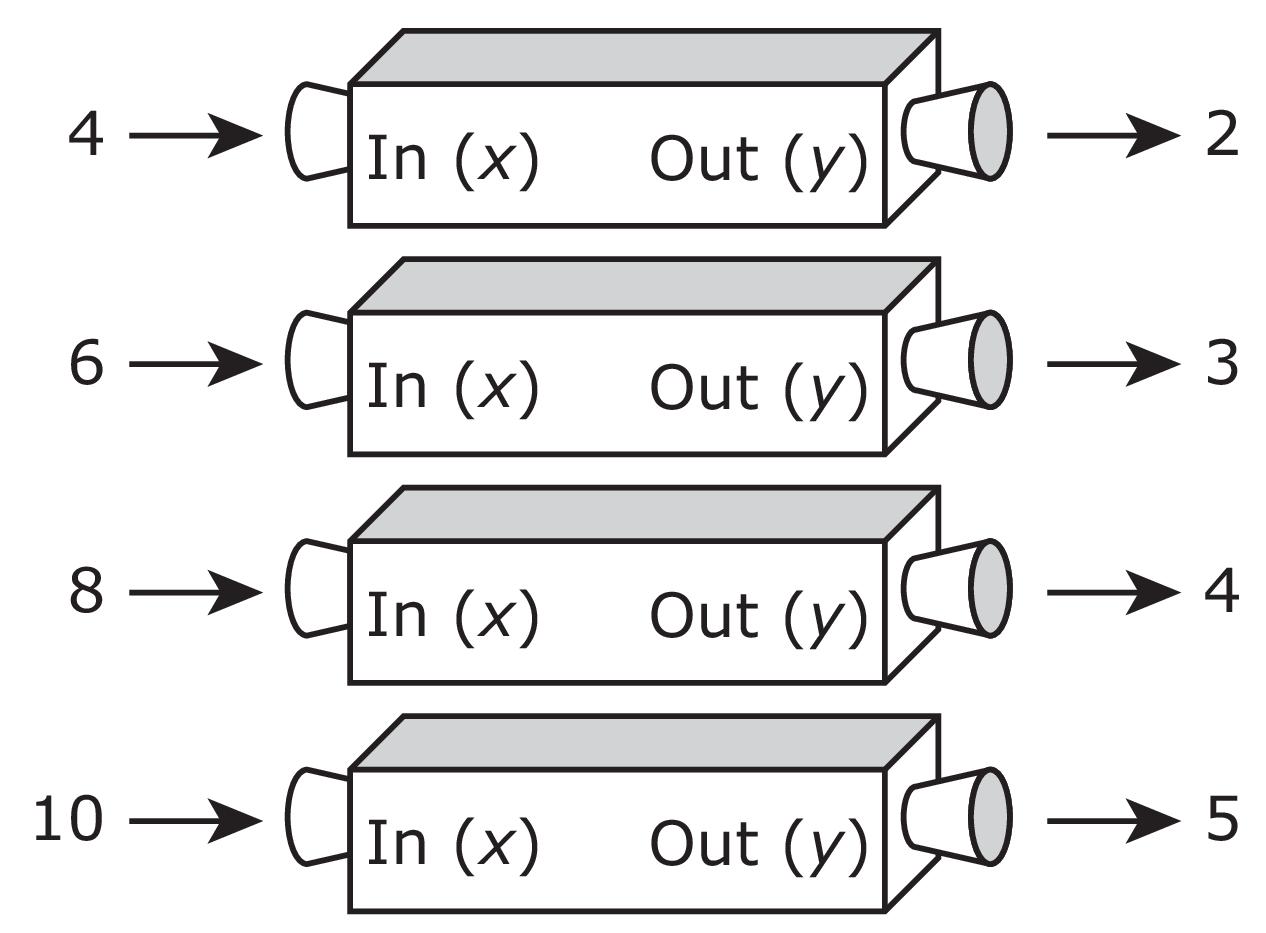 4 In (x) Out (y) 2
6 In (x) Out (y) 3
8 In (x) Out (y) 4
10 In (x) Out (y) 5